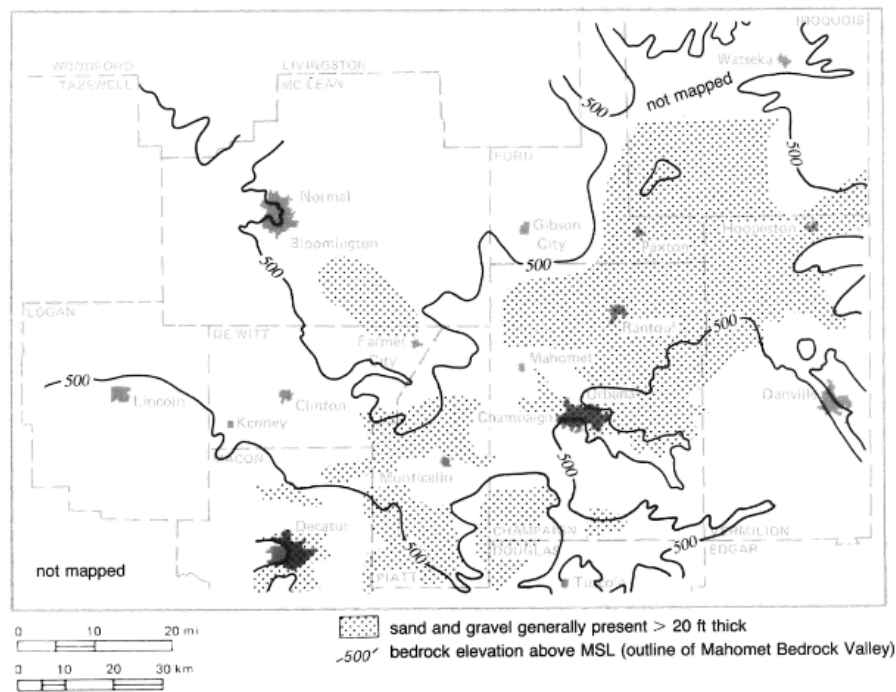 IROQUOIS
WOODFORD
LIVINGSTON
Watseka
TAZEWELL
MC LEAN
not mapped
500
500
FORD
Normal
Gibson
City
Hoopeston
Paxton
Bloomington
500
500
LOGAN
Rantoul
500
DE WITT
Farmer
City
Mahomet
500
Lincoln
Clinton
Urbana
Danville
Kenney
Champaign
MACON
500
Monticello
500
Decatur
CHAMPAIGN
VERMILION
500
DOUGLAS
EDGAR
not mapped
PIATT
0 10 20 mi
0 10 20 30 km
sand and gravel generally present > 20 ft thick
500 bedrock elevation above MSL (outline of Mahomet Bedrock Valley)